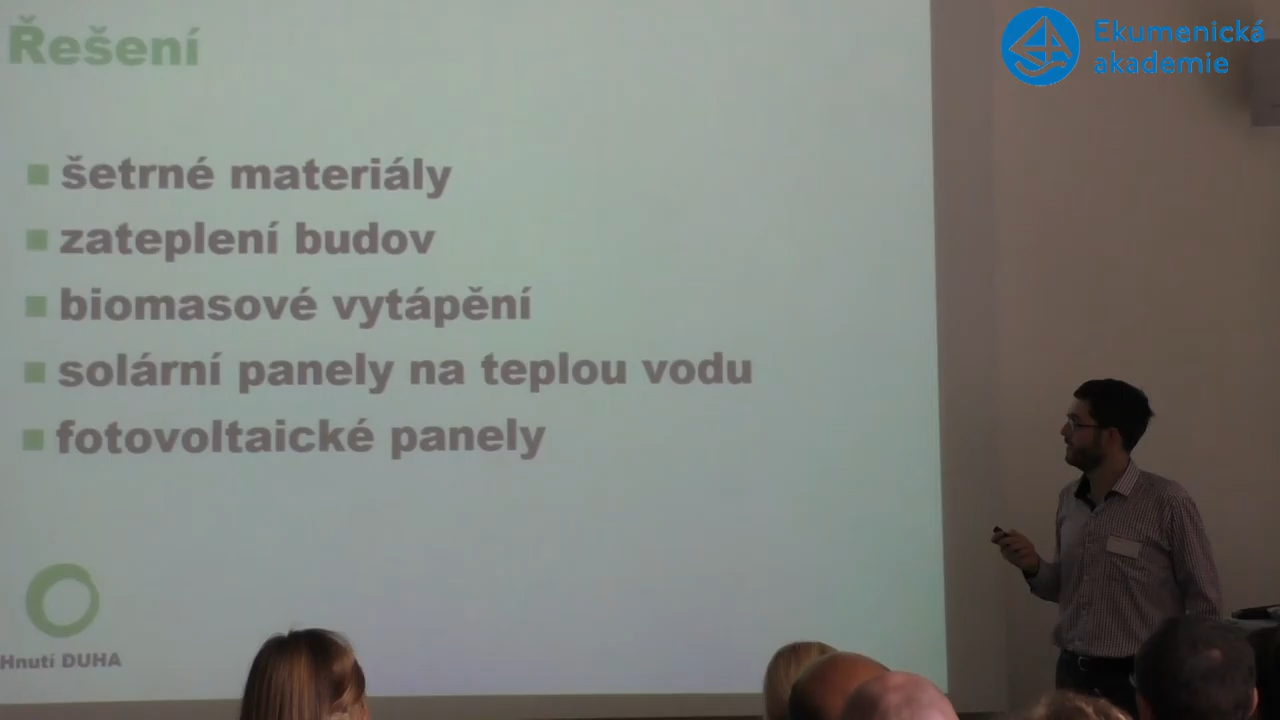 Řešení
šetrné materiály
zateplení budov
biomasové vytápění
solární panely na teplou vodu
fotovoltaické panely
Hnutí DUHA
Ekumenická
akademie